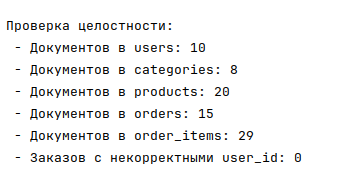 Проверка целостности:
- Документов в users: 10
- Документов в categories: 8
- Документов в products: 20
- Документов в orders: 15
- Документов в order_items: 29
- Заказов с некорректными user_id: 0